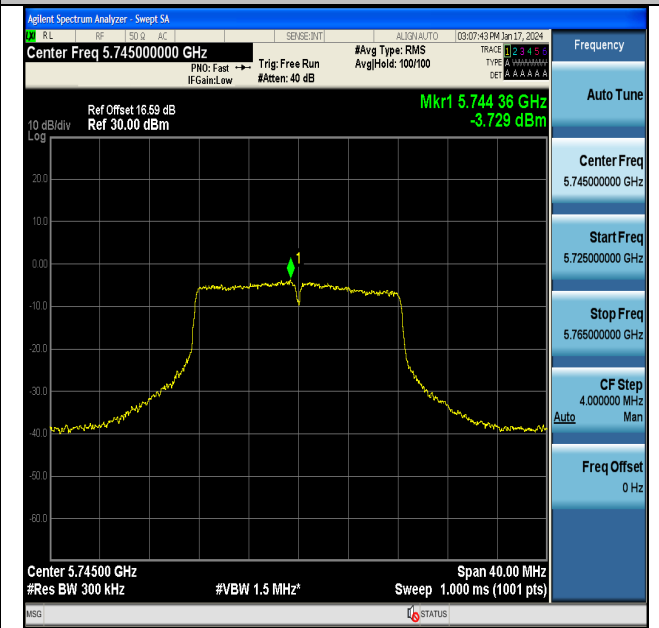 Agilent Spectrum Analyzer - Swept SA
LXI RL RF 50 Ω AC SENSE:INT ALIGN AUTO 03:07:43 PM Jan 17, 2024
Center Freq 5.745000000 GHz
PNO: Fast
IFGain:Low
Trig: Free Run
#Atten: 40 dB
#Avg Type: RMS
Avg|Hold: 100/100
TRACE 1 2 3 4 5 6
TYPE A WWWWW
DET A A A A A A
Frequency
Auto Tune
Center Freq
5.745000000 GHz
Start Freq
5.725000000 GHz
Stop Freq
5.765000000 GHz
CF Step
4.000000 MHz
Auto Man
Freq Offset
0 Hz
Mkr1 5.744 36 GHz
-3.729 dBm
Ref Offset 16.59 dB
10 dB/div Ref 30.00 dBm
Log
20.0
10.0
0.00
-10.0
-20.0
-30.0
-40.0
-50.0
-60.0
1
Center 5.74500 GHz Span 40.00 MHz
#Res BW 300 kHz #VBW 1.5 MHz* Sweep 1.000 ms (1001 pts)
MSG STATUS